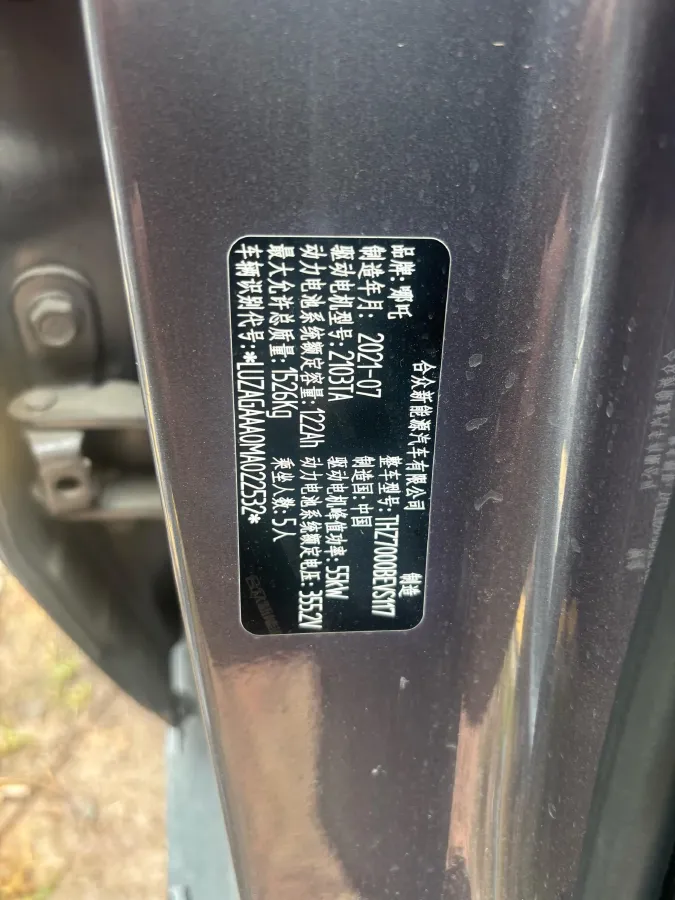 合众新能源汽车有限公司 制造
品牌:哪吒 整车型号:THZ7000BEVS117
制造年月: 2021-07 制造国:中国
驱动电机型号:2103TA 驱动电机峰值功率:55kW
动力电池系统额定容量:122Ah 动力电池系统额定电压:355.2V
最大允许总质量:1526kg 乘坐人数:5人
车辆识别代号:*LUZAGAAA0MA022532*